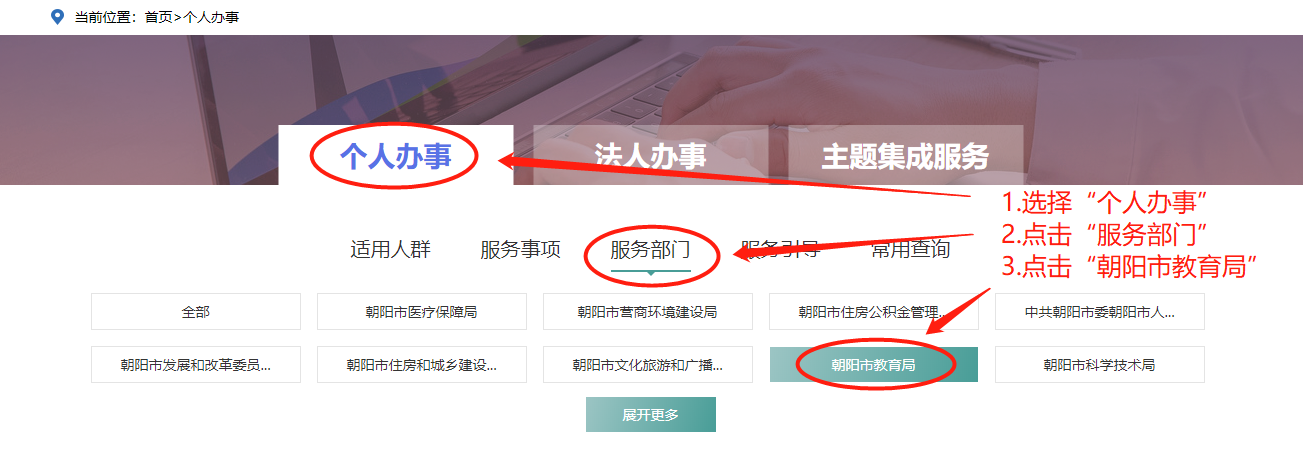 当前位置：首页>个人办事
个人办事 法人办事 主题集成服务
1.选择“个人办事”
2.点击“服务部门”
3.点击“朝阳市教育局”
适用人群 服务事项 服务部门 服务引导 常用查询
全部 朝阳市医疗保障局 朝阳市营商环境建设局 朝阳市住房公积金管理... 中共朝阳市委朝阳市人...
朝阳市发展和改革委员... 朝阳市住房和城乡建设... 朝阳市文化旅游和广播... 朝阳市教育局 朝阳市科学技术局
展开更多